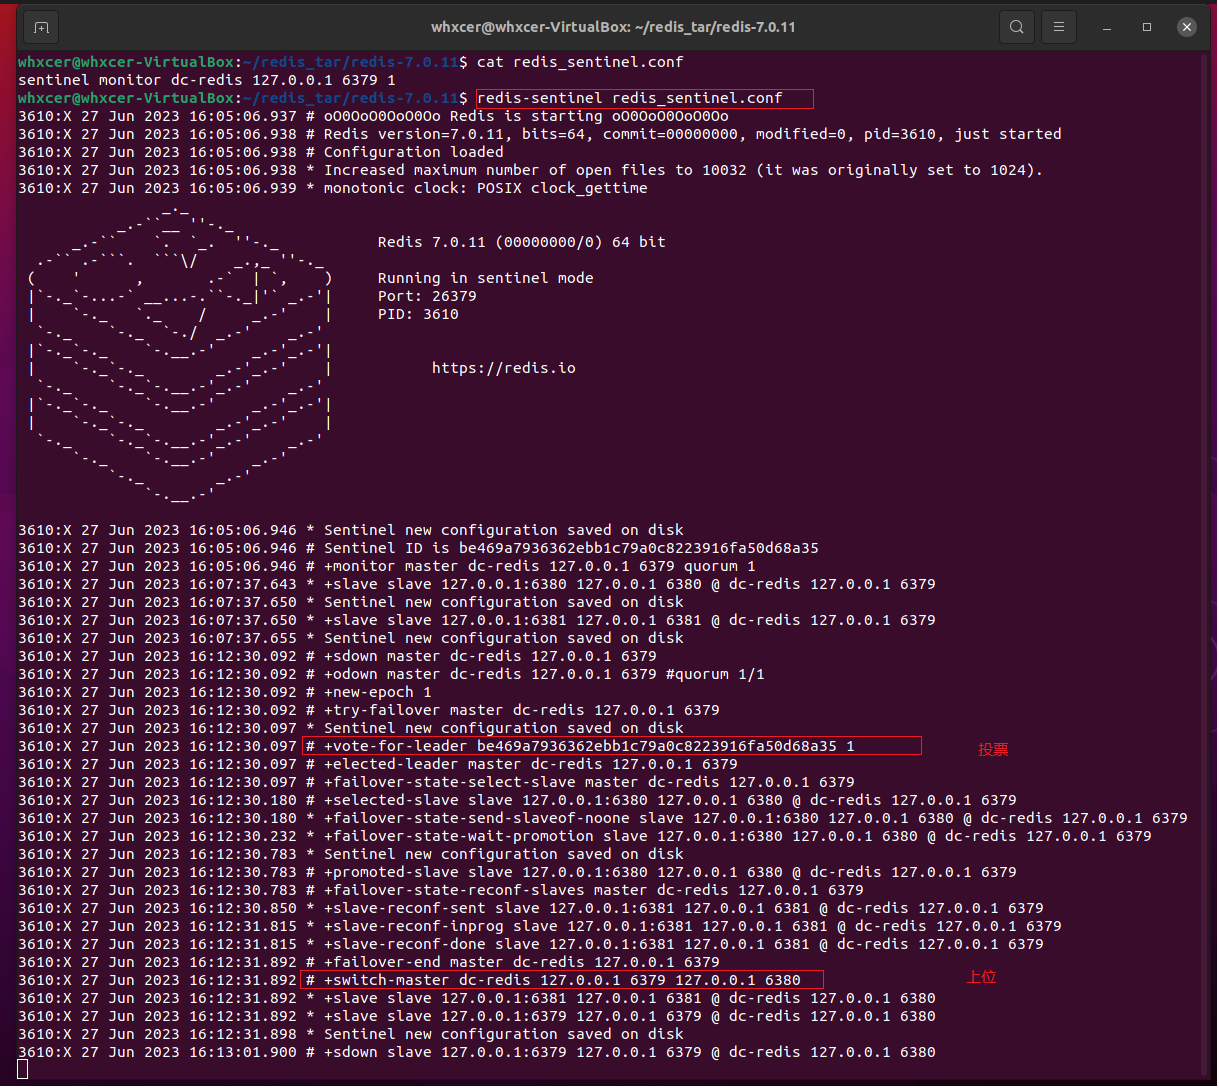 whxcer@whxcer-VirtualBox: ~/redis_tar/redis-7.0.11
whxcer@whxcer-VirtualBox:~/redis_tar/redis-7.0.11$ cat redis_sentinel.conf
sentinel monitor dc-redis 127.0.0.1 6379 1
whxcer@whxcer-VirtualBox:~/redis_tar/redis-7.0.11$ redis-sentinel redis_sentinel.conf
3610:X 27 Jun 2023 16:05:06.937 # oO0OoO0OoO0Oo Redis is starting oO0OoO0OoO0Oo
3610:X 27 Jun 2023 16:05:06.938 # Redis version=7.0.11, bits=64, commit=00000000, modified=0, pid=3610, just started
3610:X 27 Jun 2023 16:05:06.938 # Configuration loaded
3610:X 27 Jun 2023 16:05:06.938 * Increased maximum number of open files to 10032 (it was originally set to 1024).
3610:X 27 Jun 2023 16:05:06.939 * monotonic clock: POSIX clock_gettime
Redis 7.0.11 (00000000/0) 64 bit
Running in sentinel mode
Port: 26379
PID: 3610
https://redis.io
3610:X 27 Jun 2023 16:05:06.946 * Sentinel new configuration saved on disk
3610:X 27 Jun 2023 16:05:06.946 # Sentinel ID is be469a7936362ebb1c79a0c8223916fa50d68a35
3610:X 27 Jun 2023 16:05:06.946 # +monitor master dc-redis 127.0.0.1 6379 quorum 1
3610:X 27 Jun 2023 16:07:37.643 * +slave slave 127.0.0.1:6380 127.0.0.1 6380 @ dc-redis 127.0.0.1 6379
3610:X 27 Jun 2023 16:07:37.650 * Sentinel new configuration saved on disk
3610:X 27 Jun 2023 16:07:37.650 * +slave slave 127.0.0.1:6381 127.0.0.1 6381 @ dc-redis 127.0.0.1 6379
3610:X 27 Jun 2023 16:07:37.655 * Sentinel new configuration saved on disk
3610:X 27 Jun 2023 16:12:30.092 # +sdown master dc-redis 127.0.0.1 6379
3610:X 27 Jun 2023 16:12:30.092 # +odown master dc-redis 127.0.0.1 6379 #quorum 1/1
3610:X 27 Jun 2023 16:12:30.092 # +new-epoch 1
3610:X 27 Jun 2023 16:12:30.092 # +try-failover master dc-redis 127.0.0.1 6379
3610:X 27 Jun 2023 16:12:30.097 * Sentinel new configuration saved on disk
3610:X 27 Jun 2023 16:12:30.097 # +vote-for-leader be469a7936362ebb1c79a0c8223916fa50d68a35 1 投票
3610:X 27 Jun 2023 16:12:30.097 # +elected-leader master dc-redis 127.0.0.1 6379
3610:X 27 Jun 2023 16:12:30.097 # +failover-state-select-slave master dc-redis 127.0.0.1 6379
3610:X 27 Jun 2023 16:12:30.180 # +selected-slave slave 127.0.0.1:6380 127.0.0.1 6380 @ dc-redis 127.0.0.1 6379
3610:X 27 Jun 2023 16:12:30.180 * +failover-state-send-slaveof-noone slave 127.0.0.1:6380 127.0.0.1 6380 @ dc-redis 127.0.0.1 6379
3610:X 27 Jun 2023 16:12:30.232 * +failover-state-wait-promotion slave 127.0.0.1:6380 127.0.0.1 6380 @ dc-redis 127.0.0.1 6379
3610:X 27 Jun 2023 16:12:30.783 * Sentinel new configuration saved on disk
3610:X 27 Jun 2023 16:12:30.783 # +promoted-slave slave 127.0.0.1:6380 127.0.0.1 6380 @ dc-redis 127.0.0.1 6379
3610:X 27 Jun 2023 16:12:30.783 # +failover-state-reconf-slaves master dc-redis 127.0.0.1 6379
3610:X 27 Jun 2023 16:12:30.850 * +slave-reconf-sent slave 127.0.0.1:6381 127.0.0.1 6381 @ dc-redis 127.0.0.1 6379
3610:X 27 Jun 2023 16:12:31.815 * +slave-reconf-inprog slave 127.0.0.1:6381 127.0.0.1 6381 @ dc-redis 127.0.0.1 6379
3610:X 27 Jun 2023 16:12:31.815 * +slave-reconf-done slave 127.0.0.1:6381 127.0.0.1 6381 @ dc-redis 127.0.0.1 6379
3610:X 27 Jun 2023 16:12:31.892 # +failover-end master dc-redis 127.0.0.1 6379
3610:X 27 Jun 2023 16:12:31.892 # +switch-master dc-redis 127.0.0.1 6379 127.0.0.1 6380 上位
3610:X 27 Jun 2023 16:12:31.892 * +slave slave 127.0.0.1:6381 127.0.0.1 6381 @ dc-redis 127.0.0.1 6380
3610:X 27 Jun 2023 16:12:31.892 * +slave slave 127.0.0.1:6379 127.0.0.1 6379 @ dc-redis 127.0.0.1 6380
3610:X 27 Jun 2023 16:12:31.898 * Sentinel new configuration saved on disk
3610:X 27 Jun 2023 16:13:01.900 # +sdown slave 127.0.0.1:6379 127.0.0.1 6379 @ dc-redis 127.0.0.1 6380